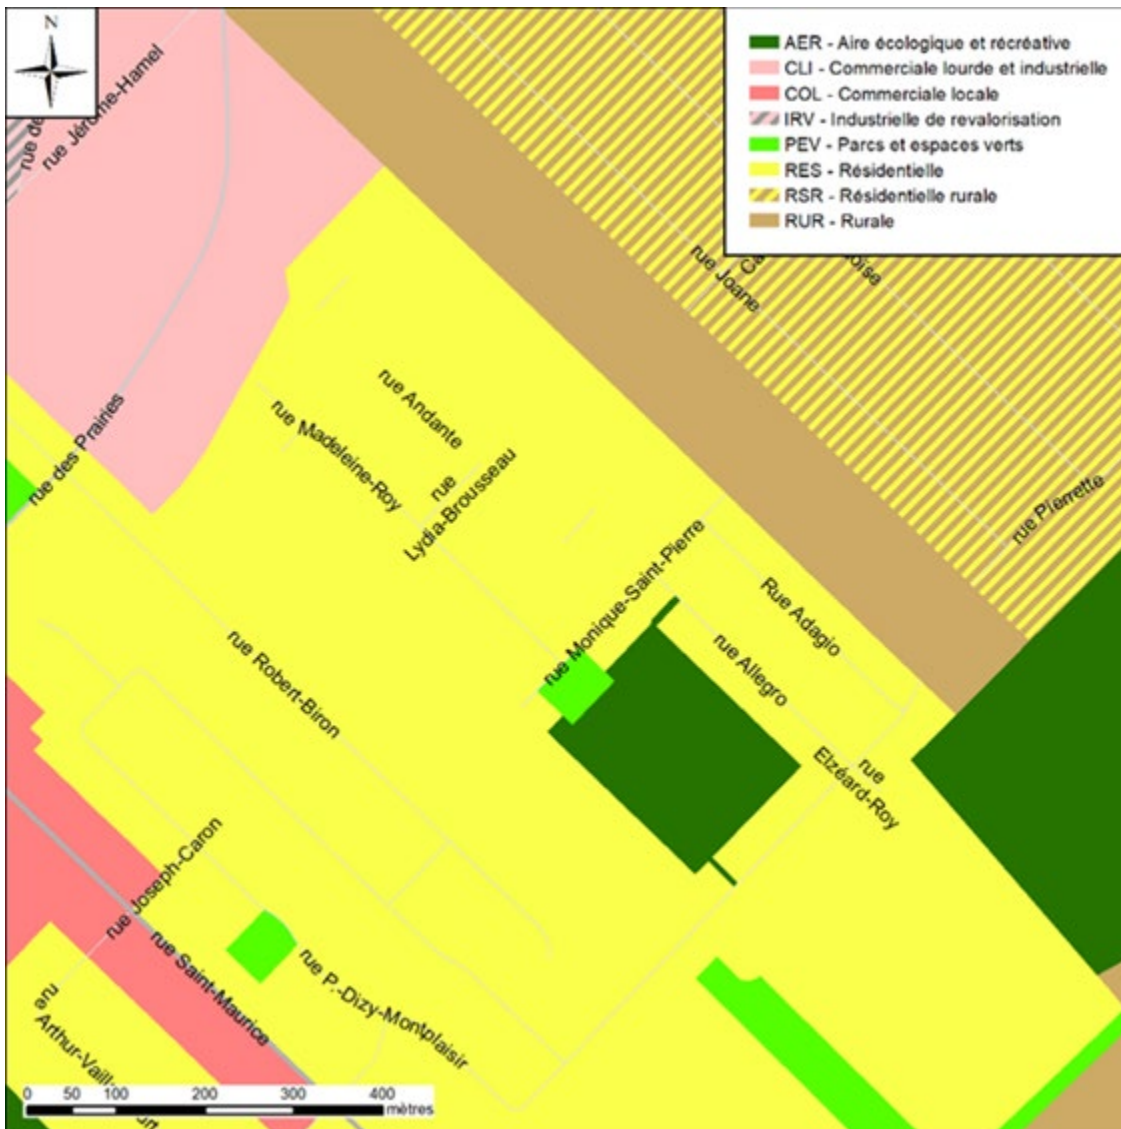 N
AER - Aire écologique et récréative
CLI - Commerciale lourde et industrielle
COL - Commerciale locale
IRV - Industrielle de revalorisation
PEV - Parcs et espaces verts
RES - Résidentielle
RSR - Résidentielle rurale
RUR - Rurale
rue de
rue Jérôme-Hamel
rue Joane
rue des Prairies
rue Andante
rue Madeleine-Roy
rue
Lydia-Brousseau
rue Pierrette
rue Monique-Saint-Pierre
Rue Adagio
rue Allegro
rue Robert-Biron
rue
Elzéard-Roy
rue Joseph-Caron
rue Saint-Maurice
rue P.-Dizy-Montplaisir
rue
0 50 100 200 300 400
mètres